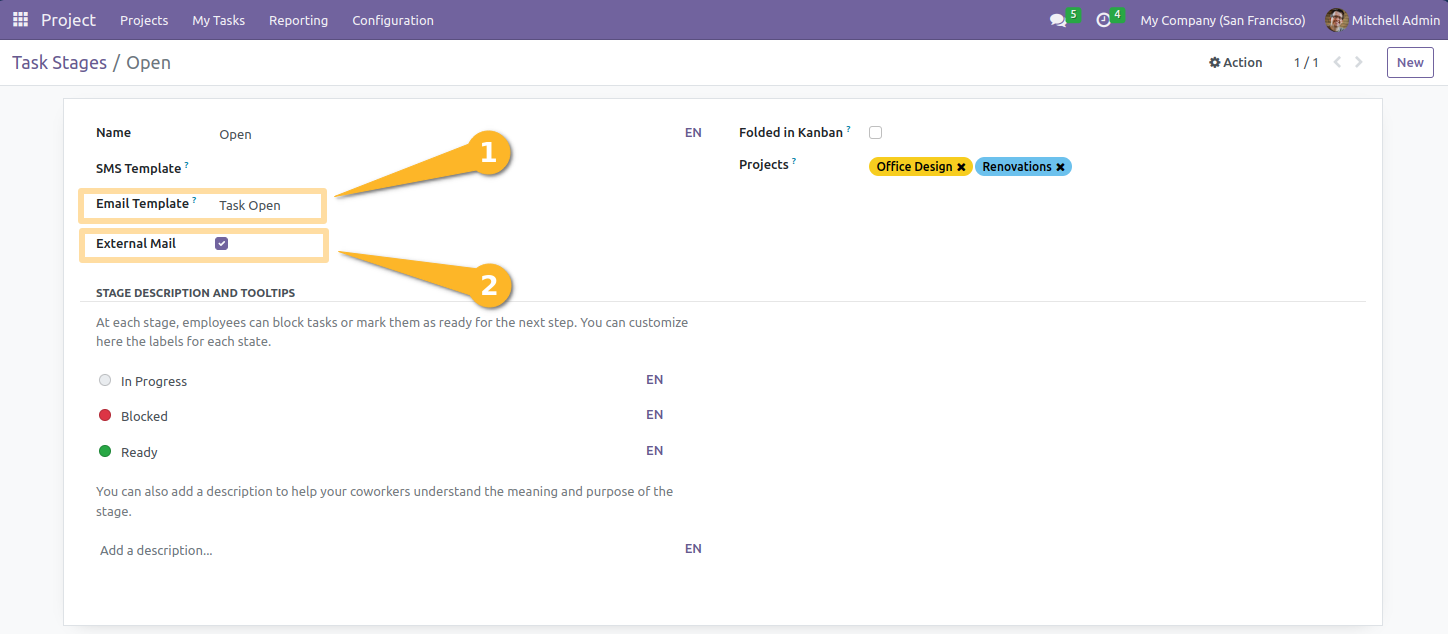 Project Projects My Tasks Reporting Configuration 5 4 My Company (San Francisco) Mitchell Admin
Task Stages / Open Action 1 / 1 New
Name Open EN
SMS Template ?
Email Template ? Task Open
External Mail
1
2
Folded in Kanban ?
Projects ? Office Design ✖ Renovations ✖
STAGE DESCRIPTION AND TOOLTIPS
At each stage, employees can block tasks or mark them as ready for the next step. You can customize
here the labels for each state.
In Progress EN
Blocked EN
Ready EN
You can also add a description to help your coworkers understand the meaning and purpose of the
stage.
Add a description... EN